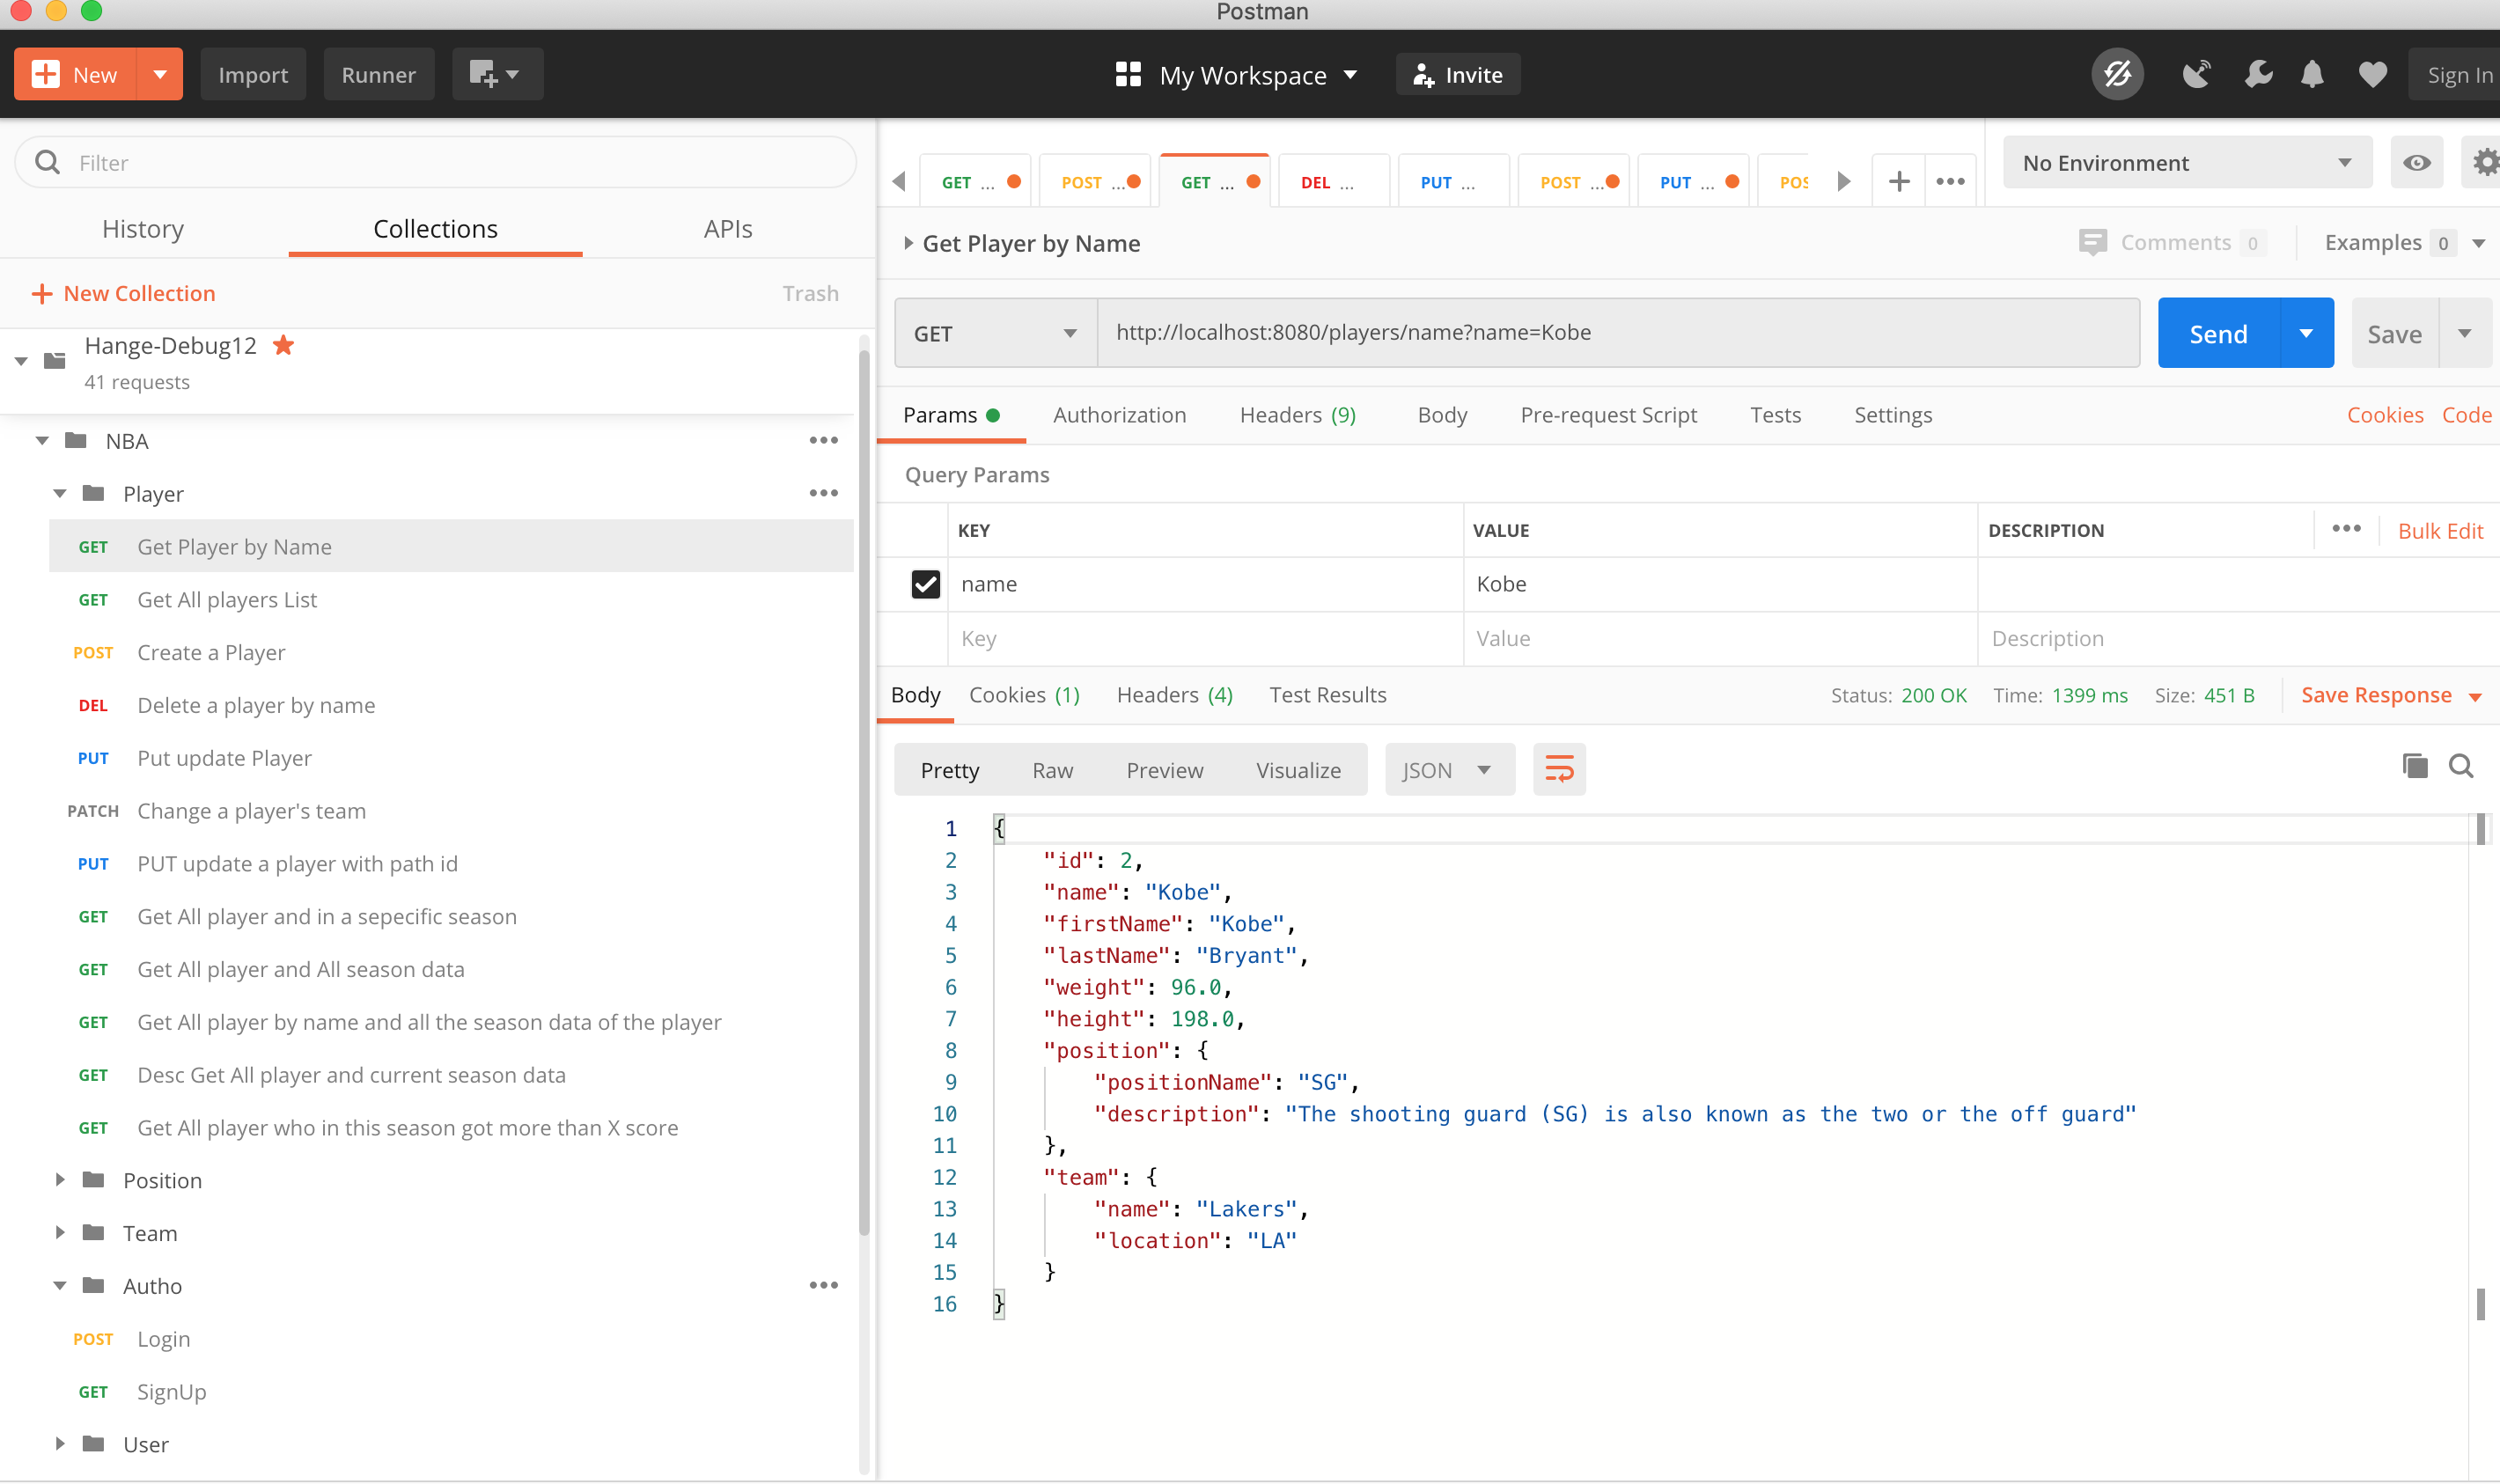 Postman
New
Import
Runner
My Workspace
Invite
Sign In
Filter
History
Collections
APIs
New Collection
Trash
Hange-Debug12
41 requests
NBA
Player
GET Get Player by Name
GET Get All players List
POST Create a Player
DEL Delete a player by name
PUT Put update Player
PATCH Change a player's team
PUT PUT update a player with path id
GET Get All player and in a sepecific season
GET Get All player and All season data
GET Get All player by name and all the season data of the player
GET Desc Get All player and current season data
GET Get All player who in this season got more than X score
Position
Team
Autho
POST Login
GET SignUp
User
GET ... POST ... GET ... DEL ... PUT ... POST ... PUT ... POS
No Environment
Get Player by Name
Comments 0
Examples 0
GET
http://localhost:8080/players/name?name=Kobe
Send
Save
Params
Authorization
Headers (9)
Body
Pre-request Script
Tests
Settings
Cookies
Code
Query Params
KEY VALUE DESCRIPTION
Bulk Edit
name Kobe
Key Value Description
Body
Cookies (1)
Headers (4)
Test Results
Status: 200 OK
Time: 1399 ms
Size: 451 B
Save Response
Pretty
Raw
Preview
Visualize
JSON
1 {
2 "id": 2,
3 "name": "Kobe",
4 "firstName": "Kobe",
5 "lastName": "Bryant",
6 "weight": 96.0,
7 "height": 198.0,
8 "position": {
9 "positionName": "SG",
10 "description": "The shooting guard (SG) is also known as the two or the off guard"
11 },
12 "team": {
13 "name": "Lakers",
14 "location": "LA"
15 }
16 }